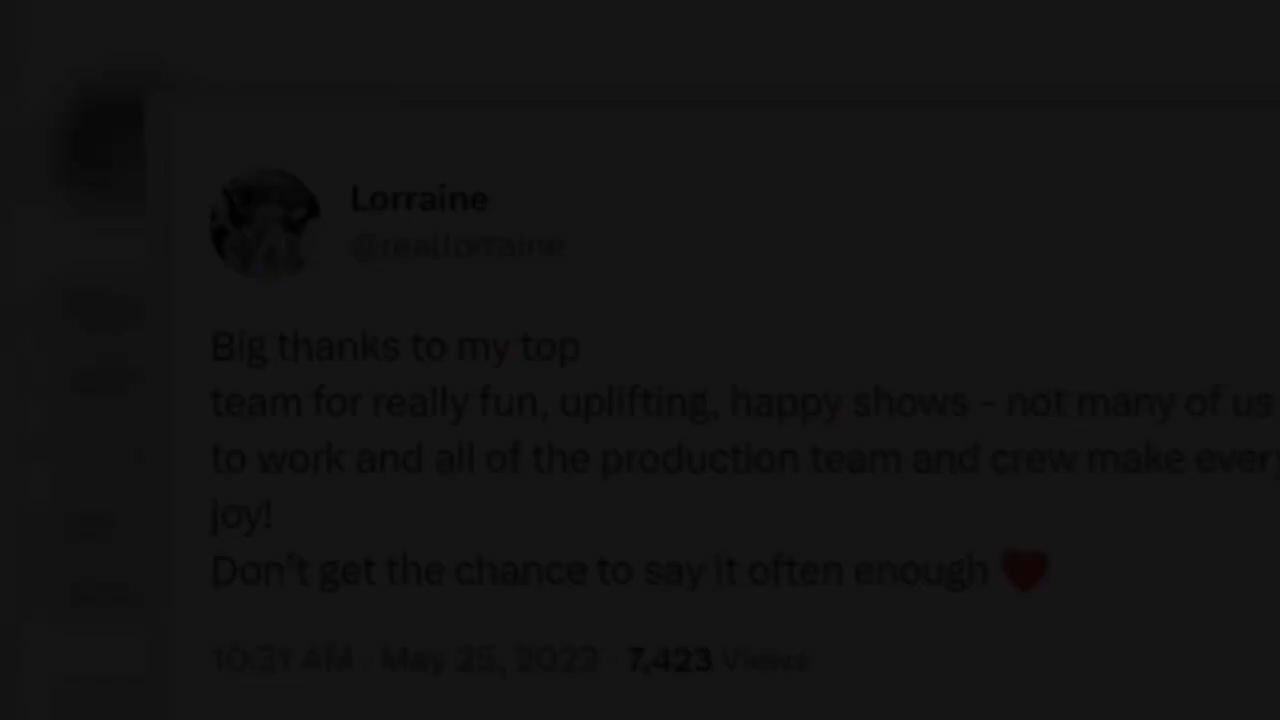 Lorraine
@reallorraine
Big thanks to my top
team for really fun, uplifting, happy shows - not many of us
to work and all of the production team and crew make
joy!
Don't get the chance to say it often enough ❤️
10:31 AM · May 25, 2023 · 7,423 Views